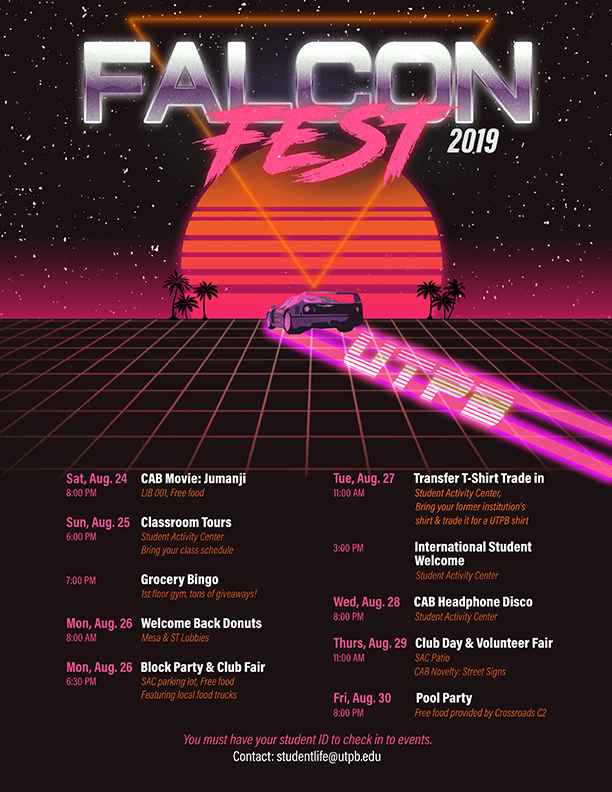 FALCON
FEST
2019
UTPB
Sat, Aug. 24 CAB Movie: Jumanji
8:00 PM LIB 001, Free food
Sun, Aug. 25 Classroom Tours
6:00 PM Student Activity Center
Bring your class schedule
7:00 PM Grocery Bingo
1st floor gym, tons of giveaways!
Mon, Aug. 26 Welcome Back Donuts
8:00 AM Mesa & ST Lobbies
Mon, Aug. 26 Block Party & Club Fair
6:30 PM SAC parking lot, Free food
Featuring local food trucks
Tue, Aug. 27 Transfer T-Shirt Trade in
11:00 AM Student Activity Center,
Bring your former institution's
shirt & trade it for a UTPB shirt
3:00 PM International Student
Welcome
Student Activity Center
Wed, Aug. 28 CAB Headphone Disco
8:00 PM Student Activity Center
Thurs, Aug. 29 Club Day & Volunteer Fair
11:00 AM SAC Patio
CAB Novelty: Street Signs
Fri, Aug. 30 Pool Party
8:00 PM Free food provided by Crossroads C2
You must have your student ID to check in to events.
Contact: studentlife@utpb.edu